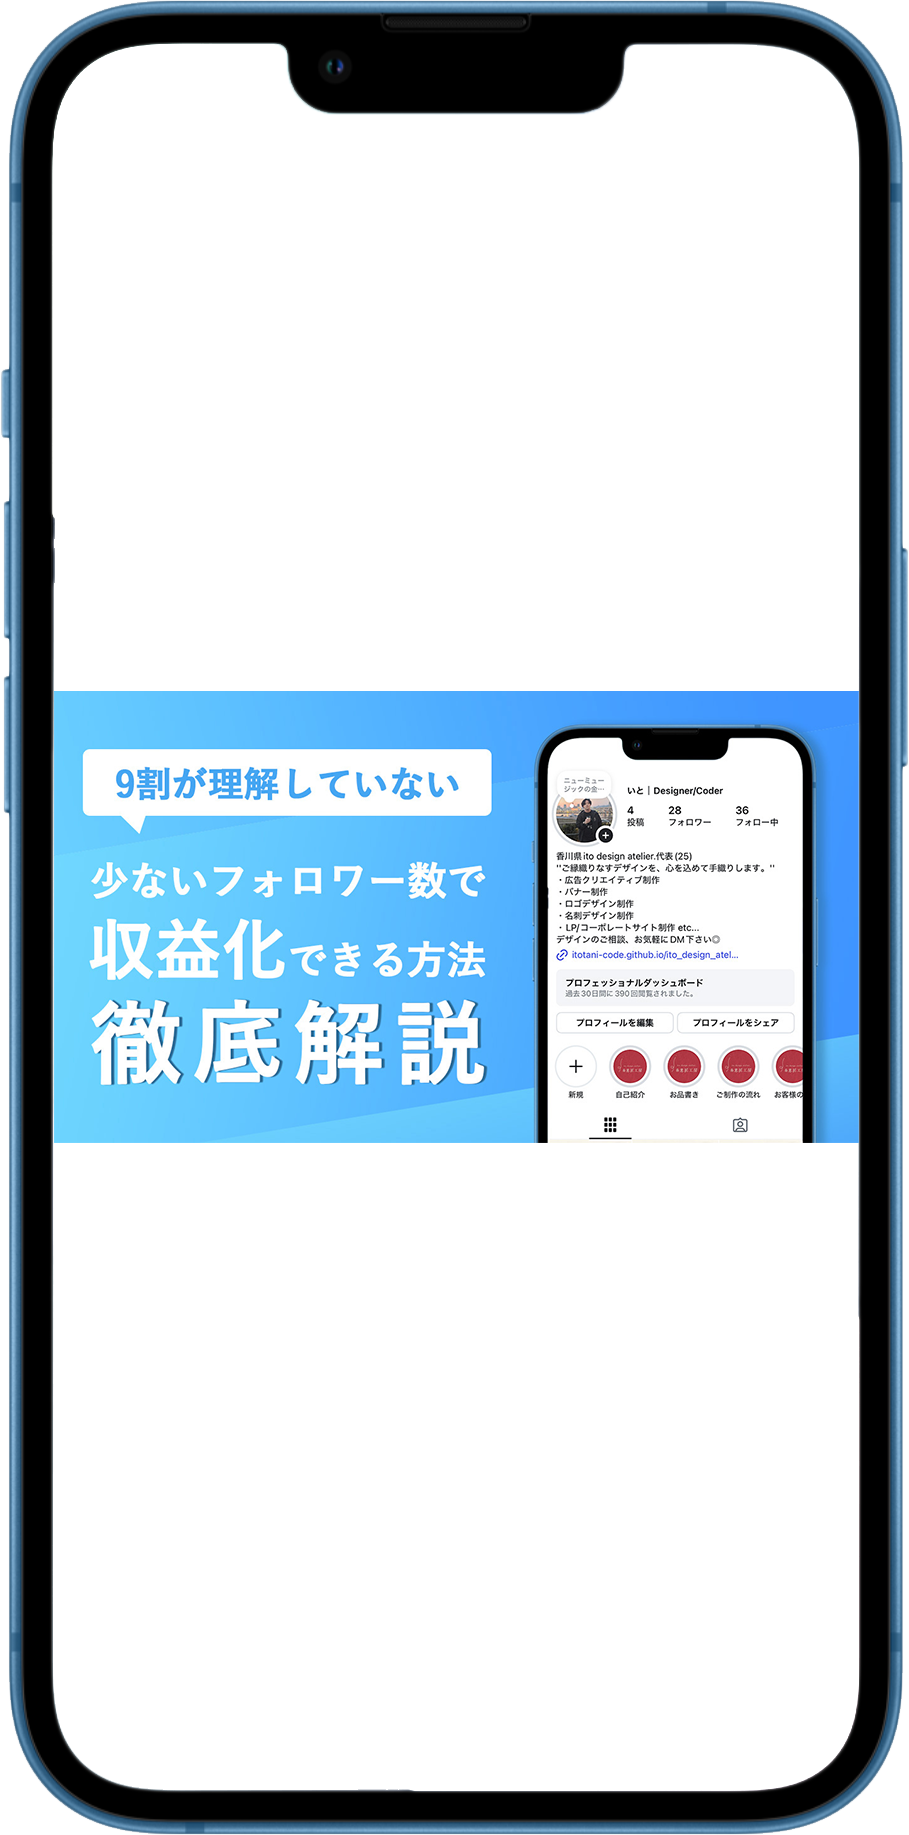 9割が理解していない
少ないフォロワー数で
収益化できる方法
徹底解説
ニューミュー
ジックの金…
いと｜Designer/Coder
4 28 36
投稿 フォロワー フォロー中
香川県ito design atelier.代表(25)
''ご縁織りなすデザインを、心を込めて手織りします。''
・広告クリエイティブ制作
・バナー制作
・ロゴデザイン制作
・名刺デザイン制作
・LP/コーポレートサイト制作 etc...
デザインのご相談、お気軽にDM下さい◎
itotani-code.github.io/ito_design_atel...
プロフェッショナルダッシュボード
過去30日間に390回閲覧されました。
プロフィールを編集 プロフィールをシェア
新規 自己紹介 お品書き ご制作の流れ お客様の